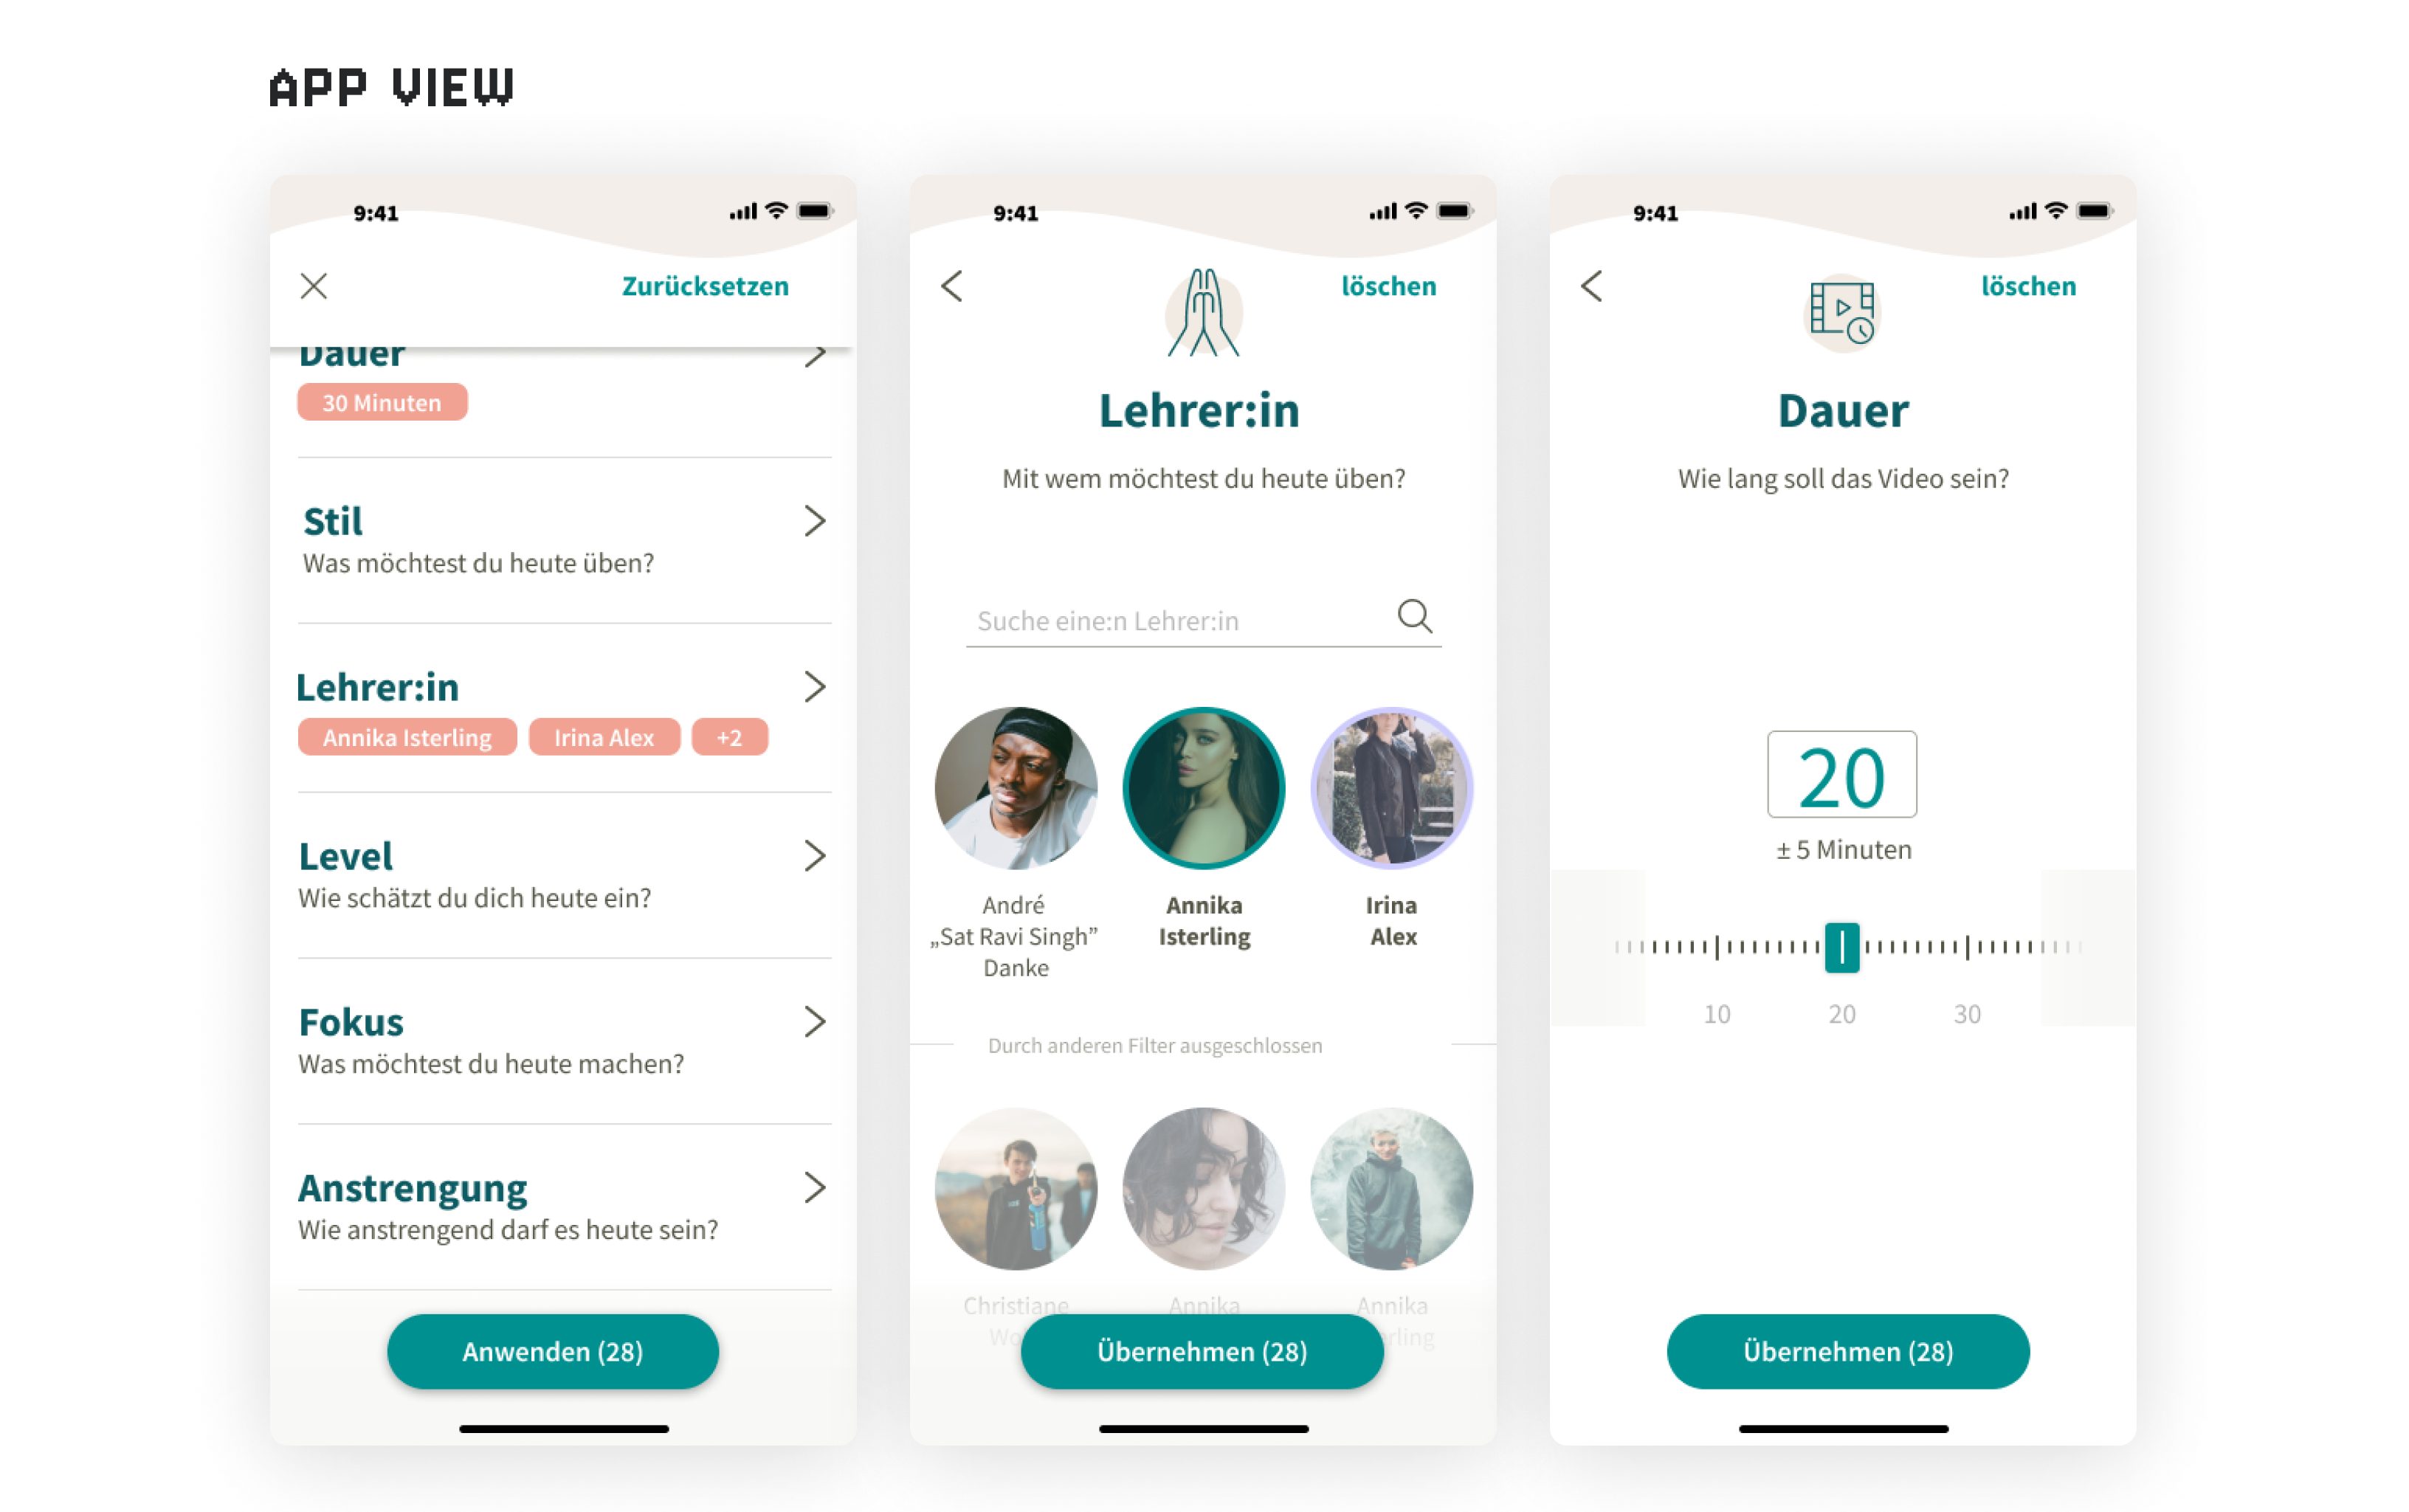 APP VIEW
9:41
Zurücksetzen
Dauer
30 Minuten
Stil
Was möchtest du heute üben?
Lehrer:in
Annika Isterling
Irina Alex
+2
Level
Wie schätzt du dich heute ein?
Fokus
Was möchtest du heute machen?
Anstrengung
Wie anstrengend darf es heute sein?
Anwenden (28)
9:41
löschen
Lehrer:in
Mit wem möchtest du heute üben?
Suche eine:n Lehrer:in
André
„Sat Ravi Singh”
Danke
Annika
Isterling
Irina
Alex
Durch anderen Filter ausgeschlossen
Christiane
Annika
Annika
Übernehmen (28)
9:41
löschen
Dauer
Wie lang soll das Video sein?
20
± 5 Minuten
10
20
30
Übernehmen (28)